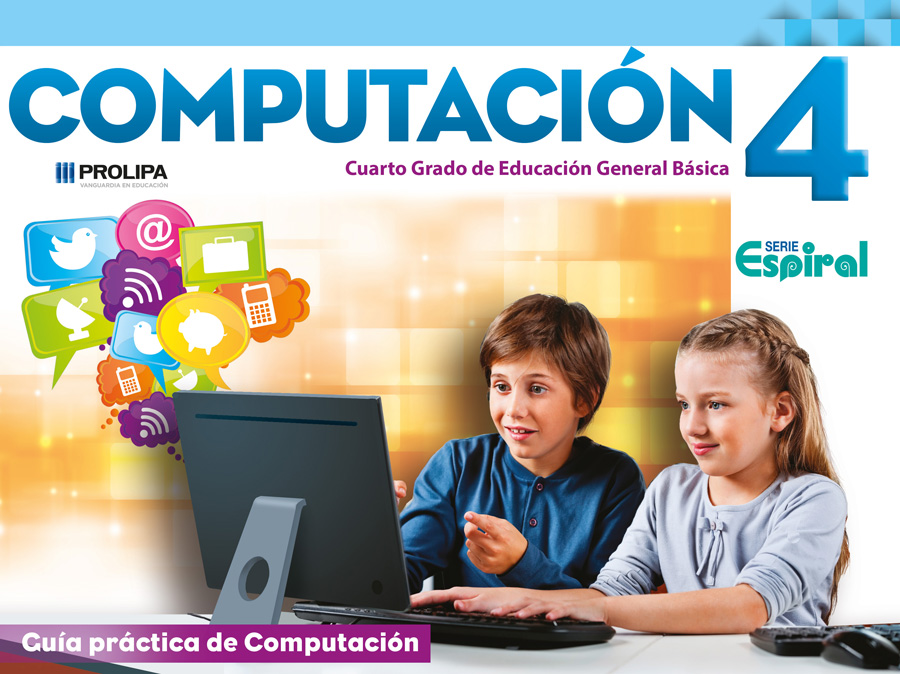 COMPUTACIÓN 4
PROLIPA
VANGUARDIA EN EDUCACIÓN
Cuarto Grado de Educación General Básica
SERIE
Espiral
@
Guía práctica de Computación